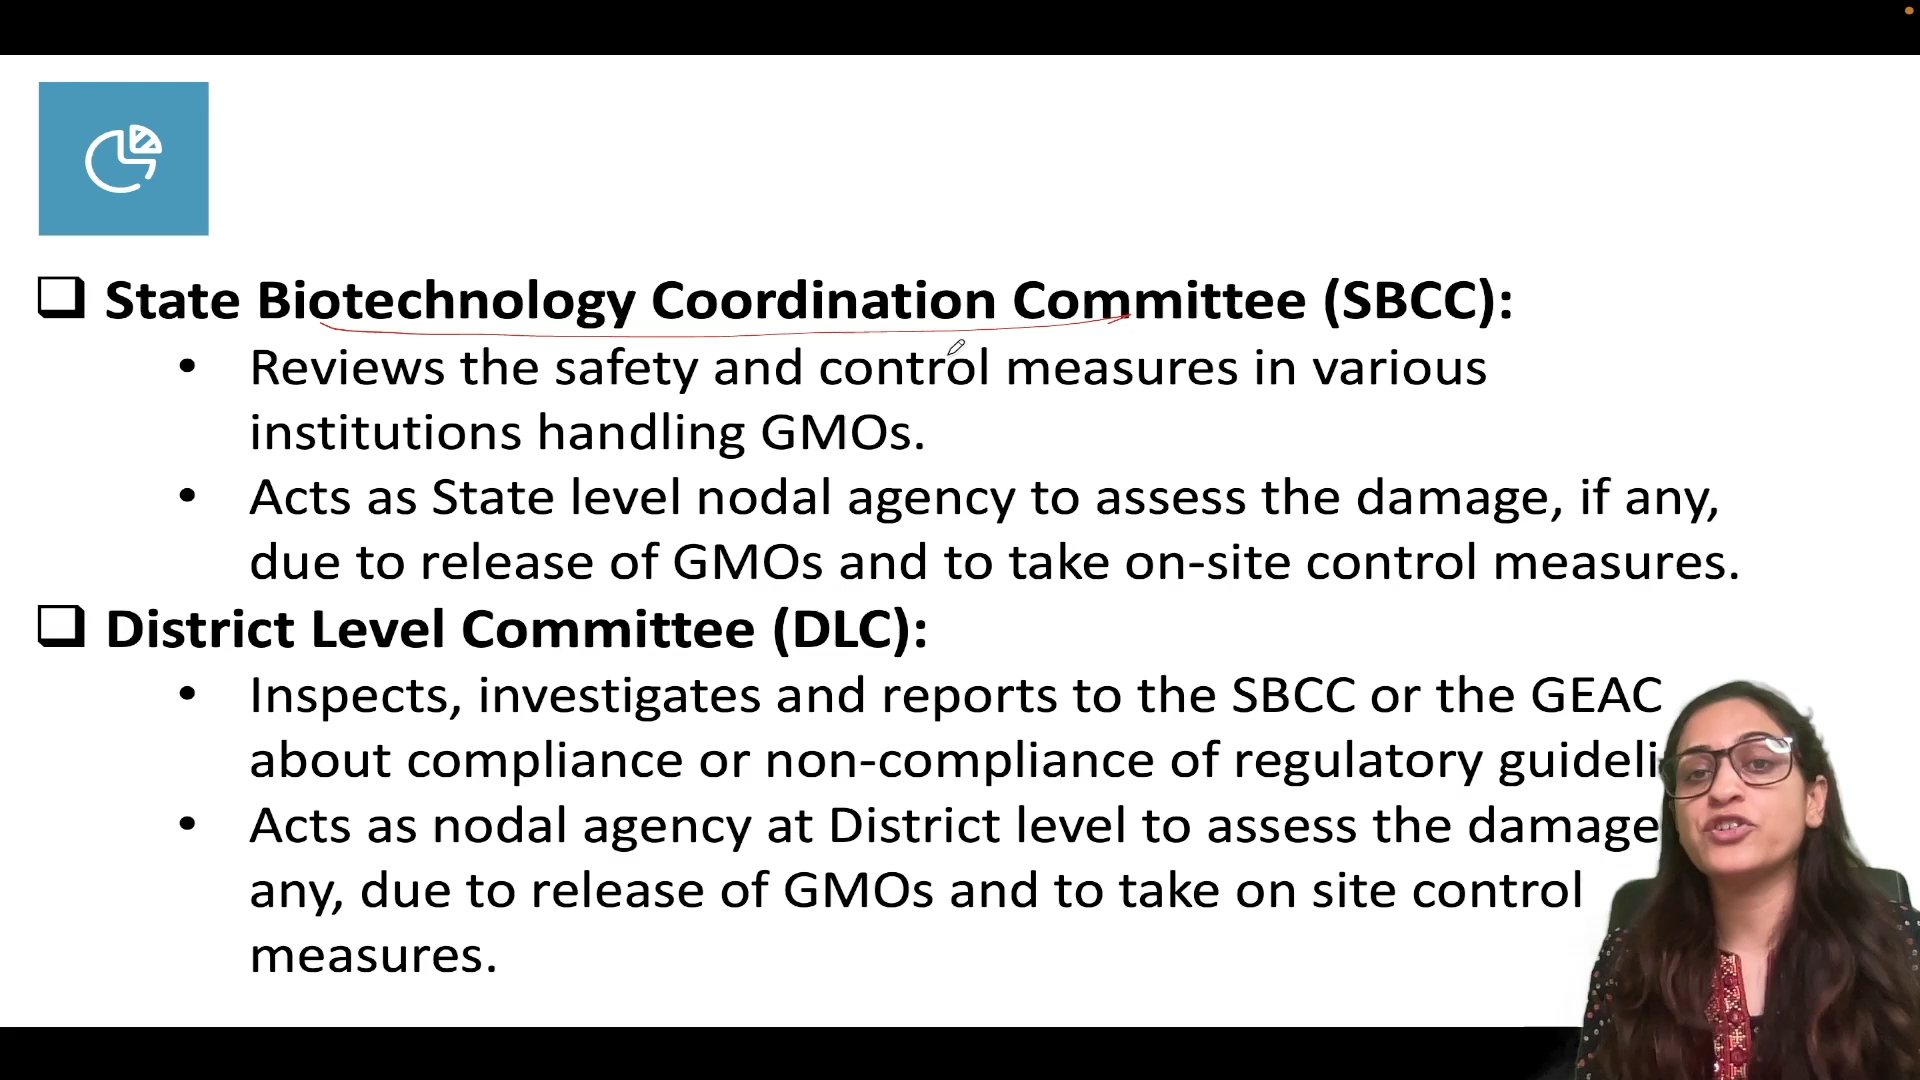 State Biotechnology Coordination Committee (SBCC):
• Reviews the safety and control measures in various
institutions handling GMOs.
• Acts as State level nodal agency to assess the damage, if any,
due to release of GMOs and to take on-site control measures.
District Level Committee (DLC):
• Inspects, investigates and reports to the SBCC or the GEAC
about compliance or non-compliance of regulatory guideli
• Acts as nodal agency at District level to assess the damage
any, due to release of GMOs and to take on site control
measures.